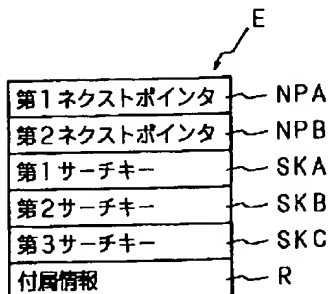 E
第1ネクストポインタ NPA
第2ネクストポインタ NPB
第1サーチキー SKA
第2サーチキー SKB
第3サーチキー SKC
付属情報 R